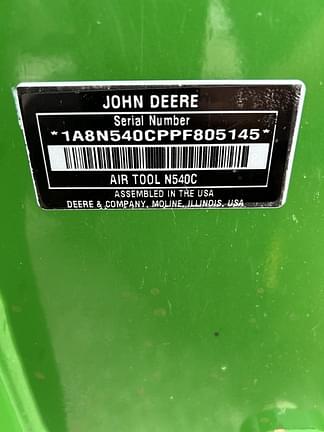 JOHN DEERE
Serial Number
*1A8N540CPPF805145*
AIR TOOL N540C
ASSEMBLED IN THE USA
DEERE & COMPANY, MOLINE, ILLINOIS, USA